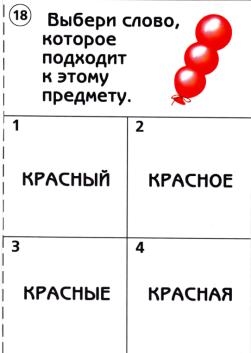 18 Выбери слово,
которое
подходит
к этому
предмету.
1
КРАСНЫЙ
2
КРАСНОЕ
3
КРАСНЫЕ
4
КРАСНАЯ